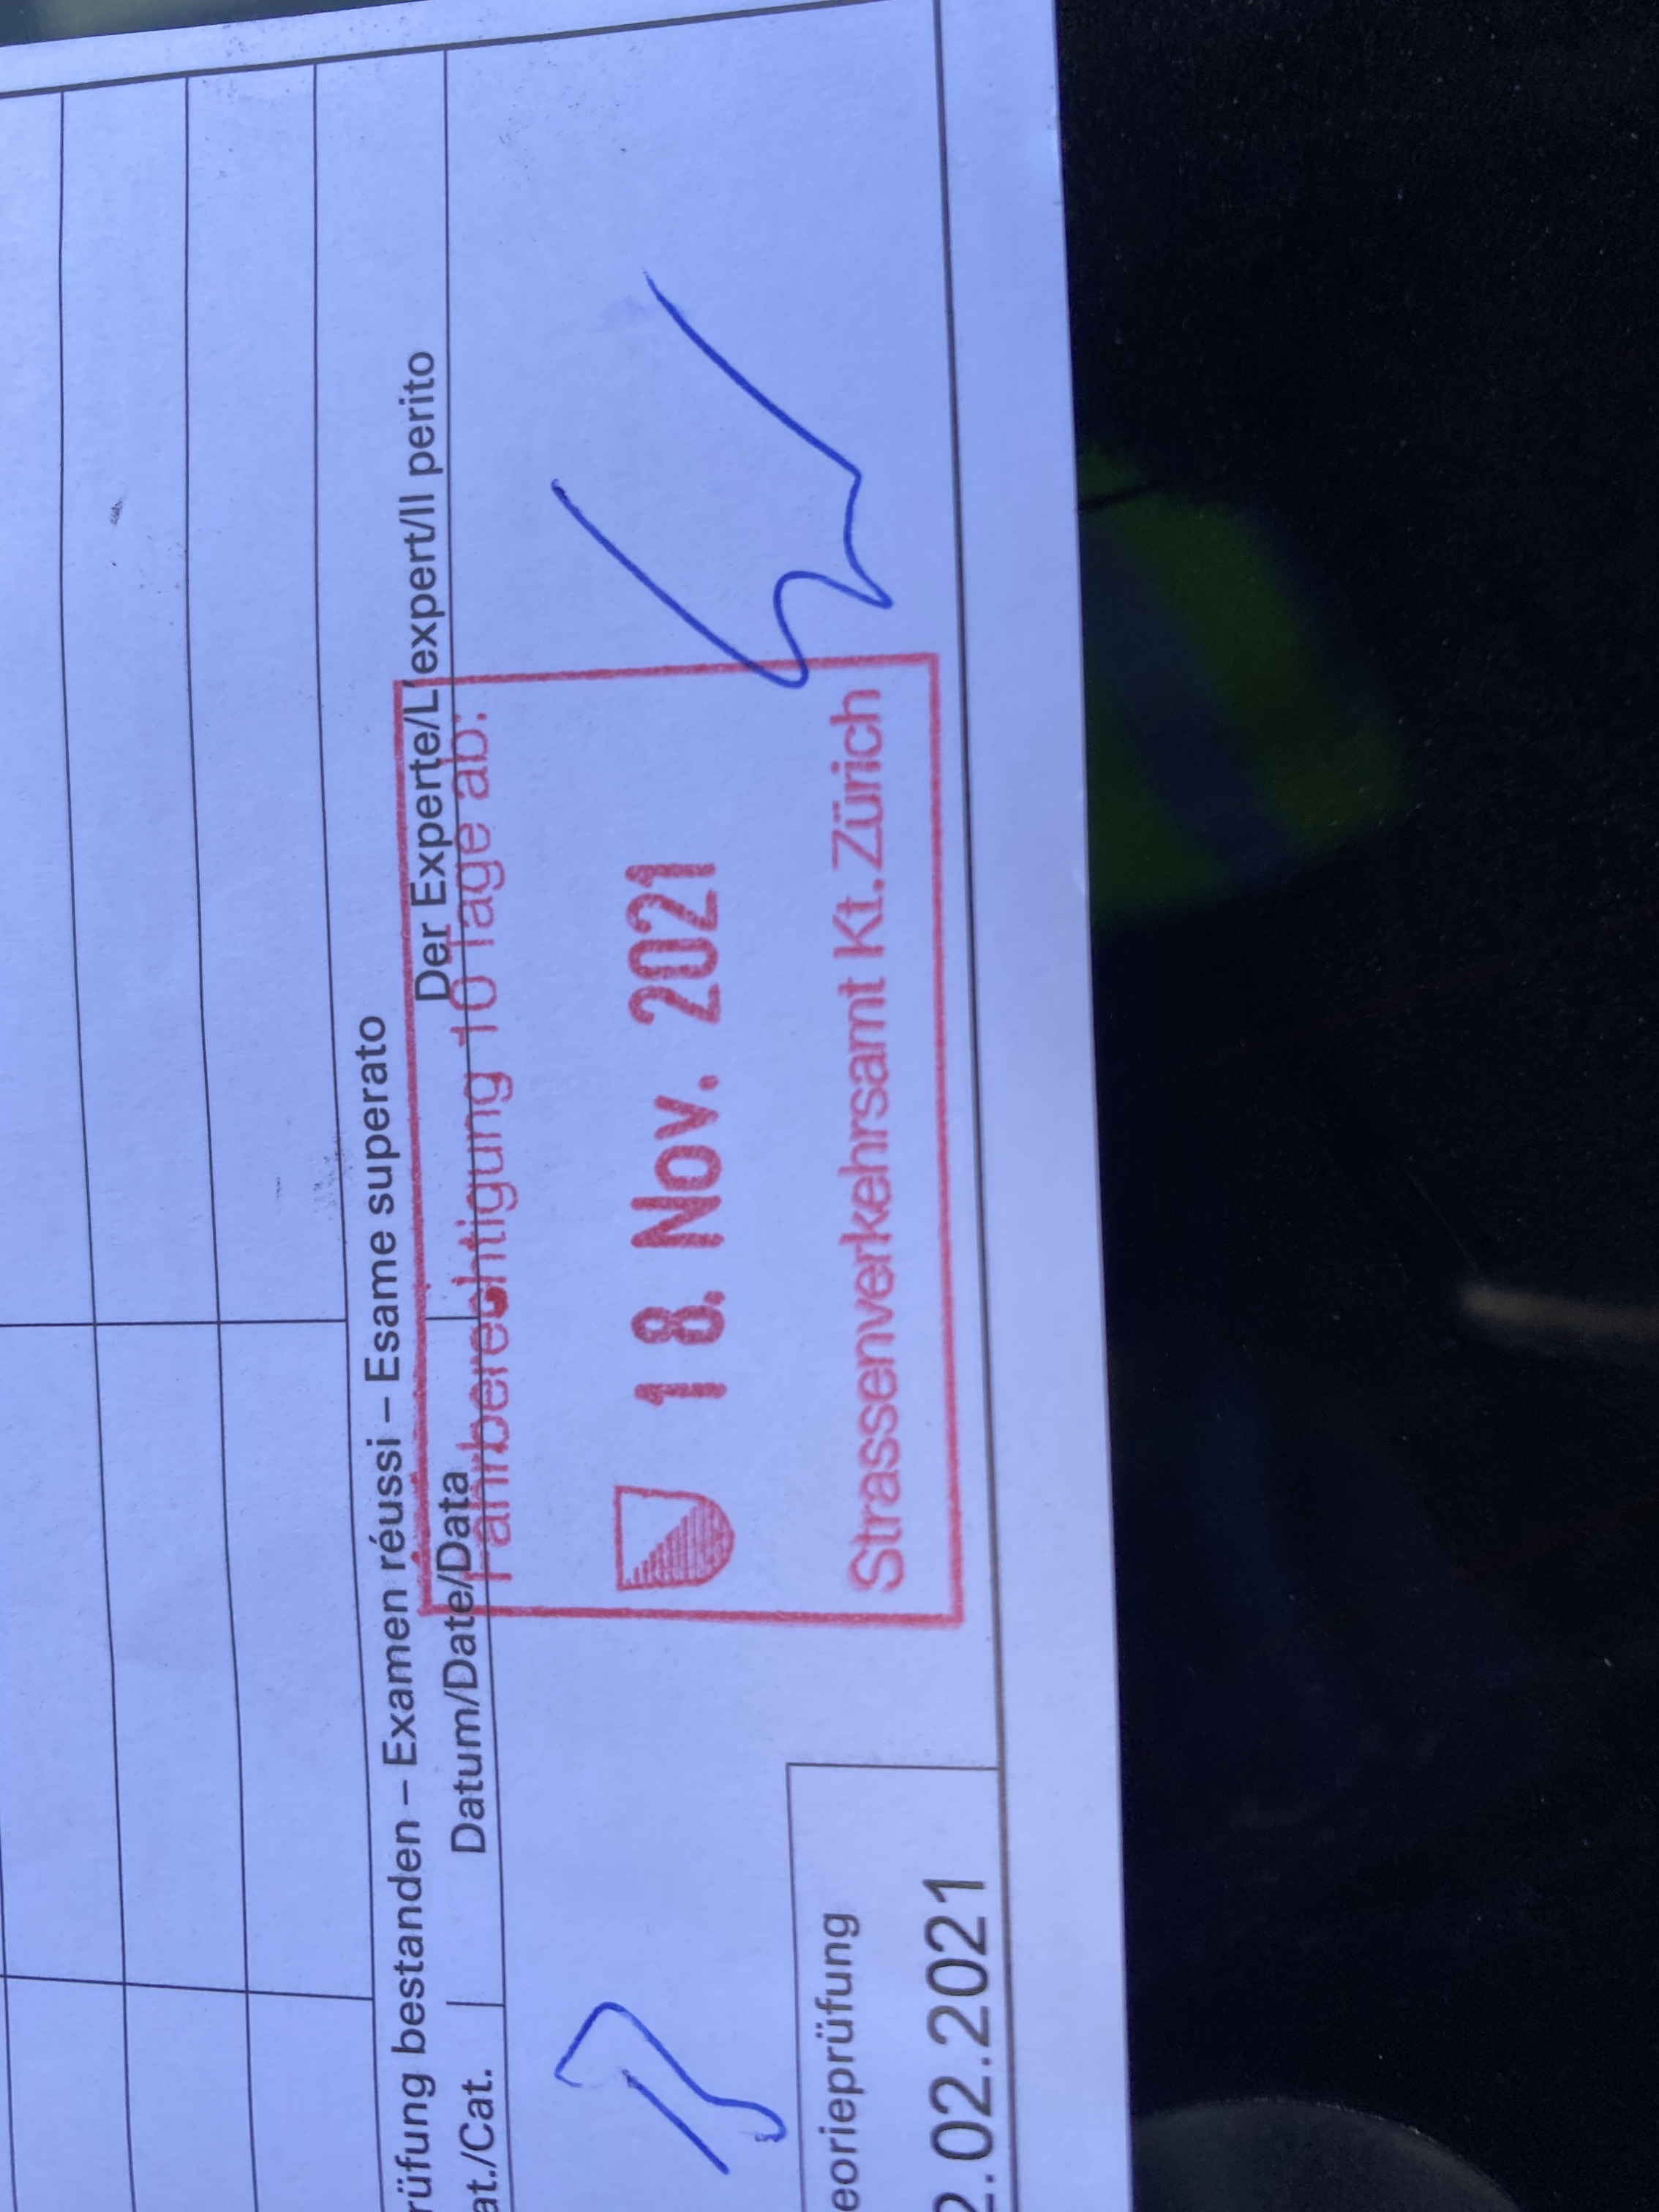 rüfung bestanden – Examen réussi – Esame superato
at./Cat.
Datum/Date/Data
Der Experte/L'expert/Il perito
Fahrberechtigung 10 Tage ab:
18. Nov. 2021
Strassenverkehrsamt Kt. Zürich
eorieprüfung
2.02.2021